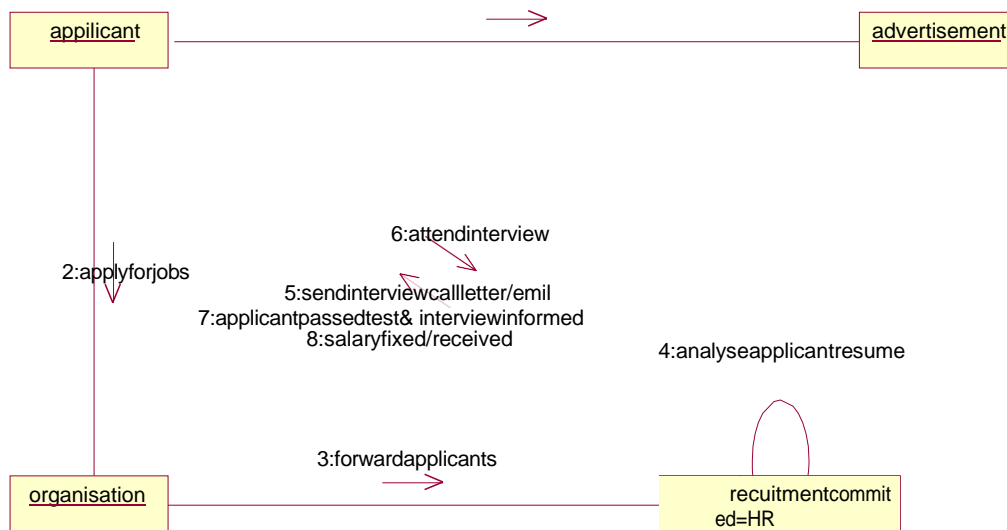 appilicant
advertisement
6:attendinterview
2:applyforjobs
5:sendinterviewcallletter/emil
7:applicantpassedtest& interviewinformed
8:salaryfixed/received
4:analyseapplicantresume
3:forwardapplicants
organisation
recuitmentcommit
ed=HR